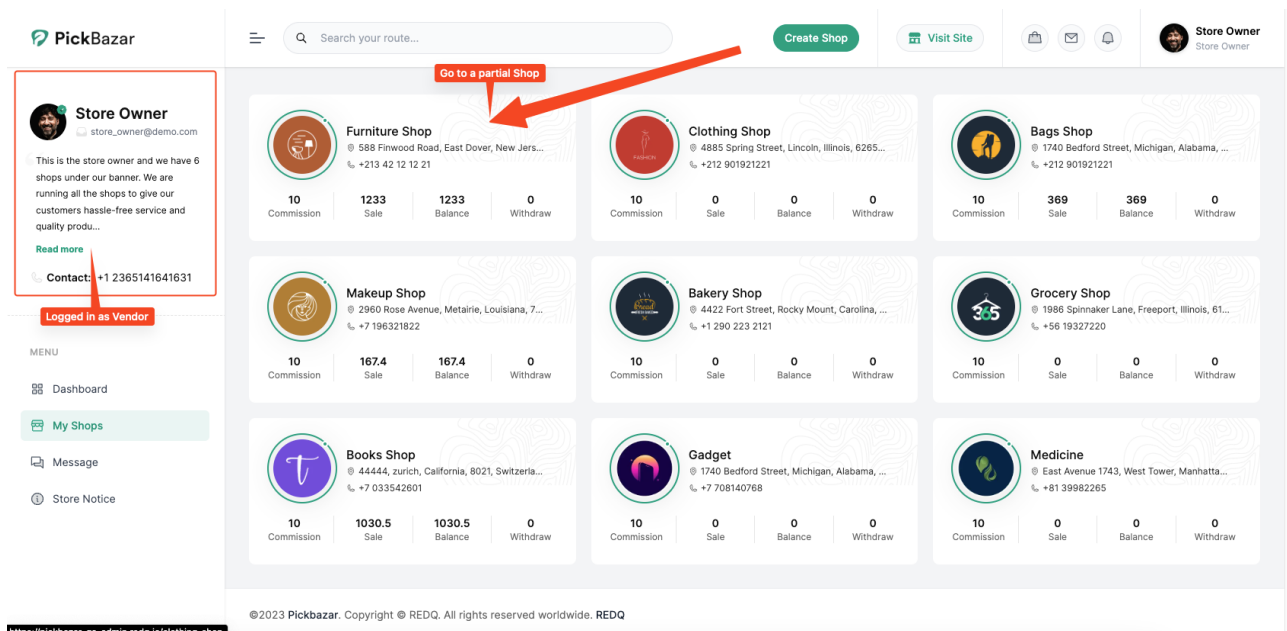 PickBazar
Search your route...
Create Shop
Visit Site
Store Owner
Store Owner
Go to a partial Shop
Store Owner
store_owner@demo.com
This is the store owner and we have 6
shops under our banner. We are
running all the shops to give our
customers hassle-free service and
quality produ...
Read more
Contact: +1 2365141641631
Logged in as Vendor
MENU
Dashboard
My Shops
Message
Store Notice
Furniture Shop
588 Finwood Road, East Dover, New Jers...
+213 42 12 12 21
10 1233 1233 0
Commission Sale Balance Withdraw
Clothing Shop
4885 Spring Street, Lincoln, Illinois, 6265...
+212 901921221
FASHION
10 0 0 0
Commission Sale Balance Withdraw
Bags Shop
1740 Bedford Street, Michigan, Alabama, ...
+212 901921221
10 369 369 0
Commission Sale Balance Withdraw
Makeup Shop
2960 Rose Avenue, Metairie, Louisiana, 7...
+7 196321822
10 167.4 167.4 0
Commission Sale Balance Withdraw
Bakery Shop
4422 Fort Street, Rocky Mount, Carolina, ...
+1 290 223 2121
Bread
10 0 0 0
Commission Sale Balance Withdraw
Grocery Shop
1986 Spinnaker Lane, Freeport, Illinois, 61...
+56 19327220
365
10 0 0 0
Commission Sale Balance Withdraw
Books Shop
44444, zurich, California, 8021, Switzerla...
+7 033542601
t
10 1030.5 1030.5 0
Commission Sale Balance Withdraw
Gadget
1740 Bedford Street, Michigan, Alabama, ...
+7 708140768
10 0 0 0
Commission Sale Balance Withdraw
Medicine
East Avenue 1743, West Tower, Manhatta...
+81 39982265
10 0 0 0
Commission Sale Balance Withdraw
©2023 Pickbazar. Copyright © REDQ. All rights reserved worldwide. REDQ